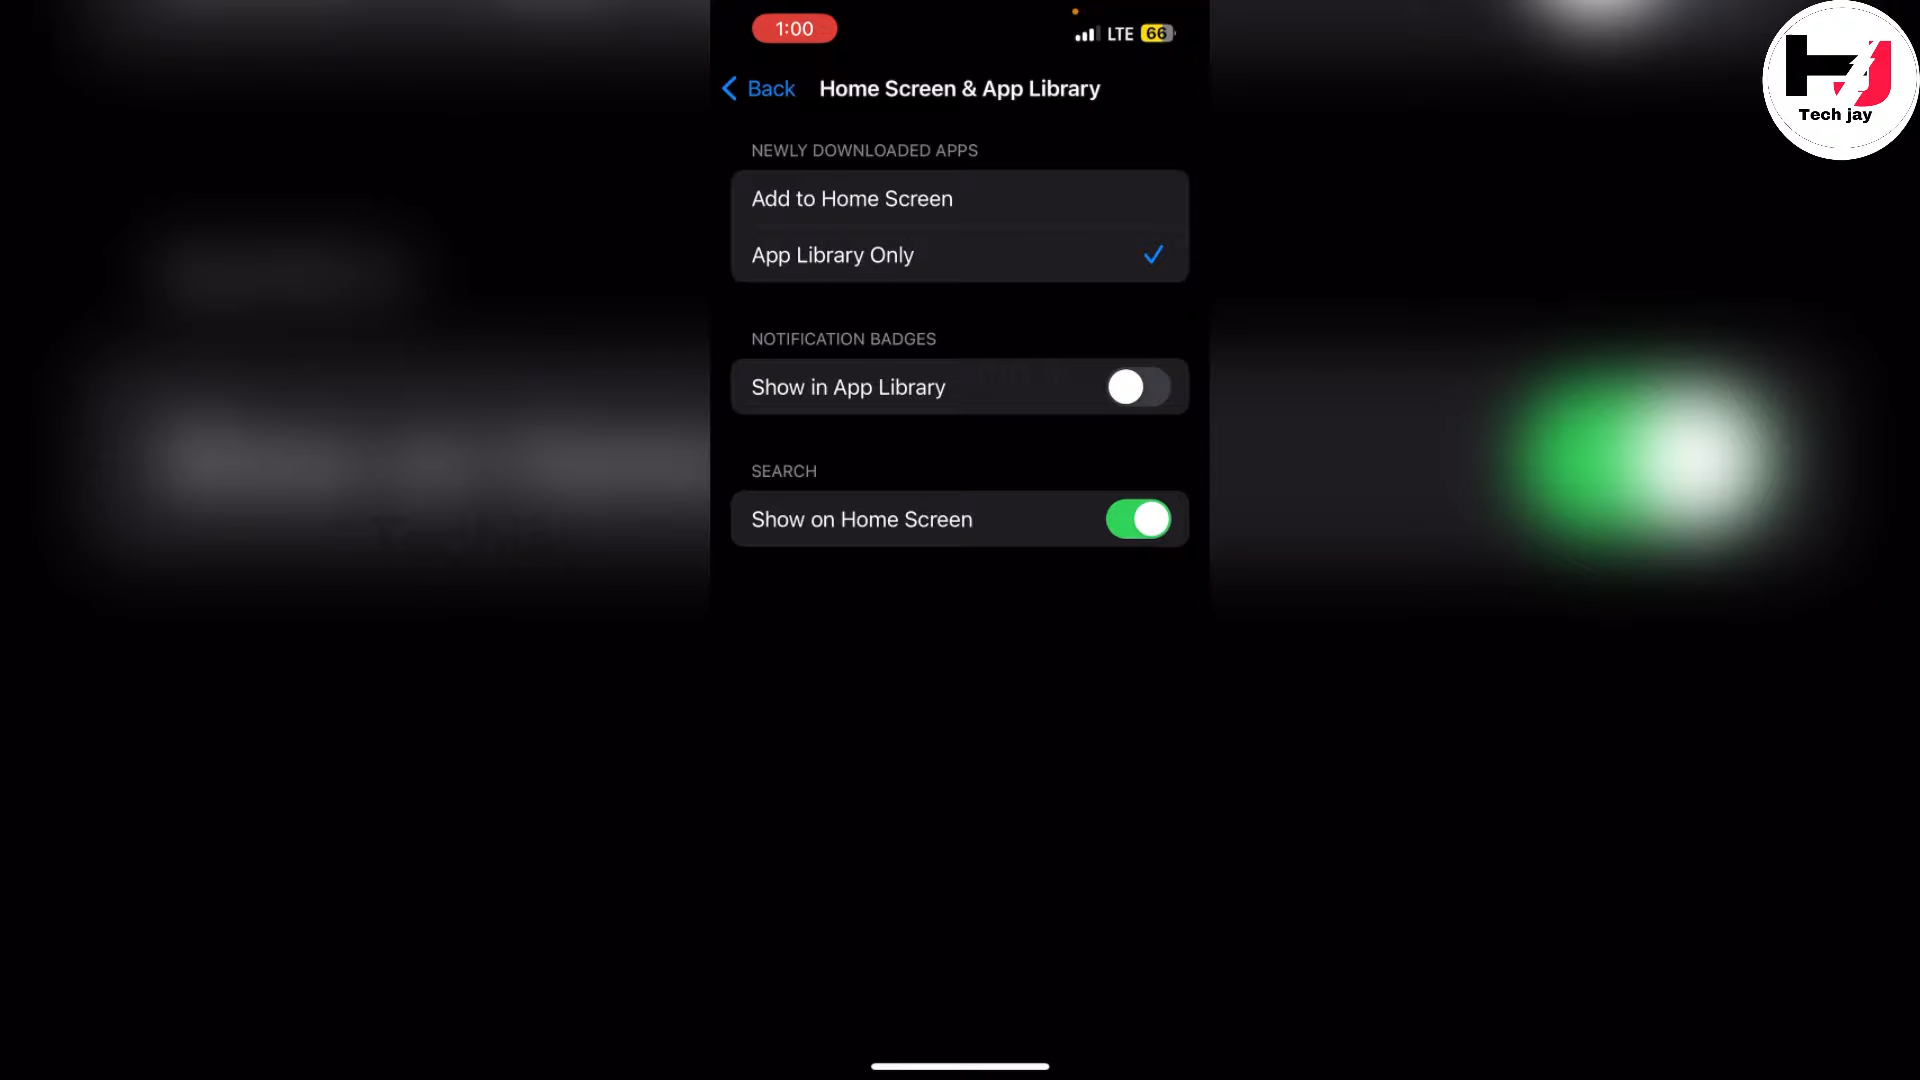 1:00
LTE 66
Back
Home Screen & App Library
NEWLY DOWNLOADED APPS
Add to Home Screen
App Library Only
NOTIFICATION BADGES
Show in App Library
SEARCH
Show on Home Screen
HJ
Tech jay